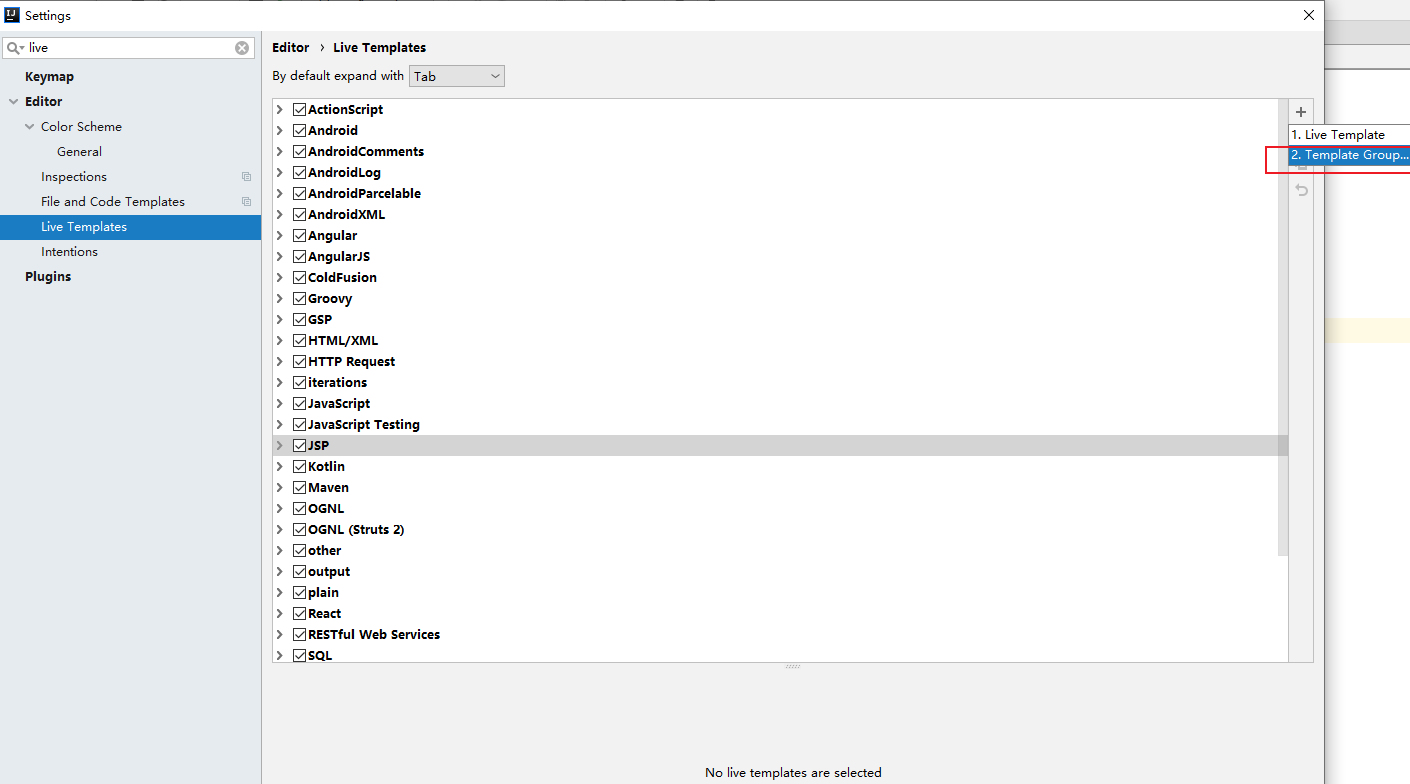 Settings
live
Keymap
Editor
Color Scheme
General
Inspections
File and Code Templates
Live Templates
Intentions
Plugins
Editor › Live Templates
By default expand with Tab
ActionScript
Android
AndroidComments
AndroidLog
AndroidParcelable
AndroidXML
Angular
AngularJS
ColdFusion
Groovy
GSP
HTML/XML
HTTP Request
iterations
JavaScript
JavaScript Testing
JSP
Kotlin
Maven
OGNL
OGNL (Struts 2)
other
output
plain
React
RESTful Web Services
SQL
1. Live Template
2. Template Group...
No live templates are selected